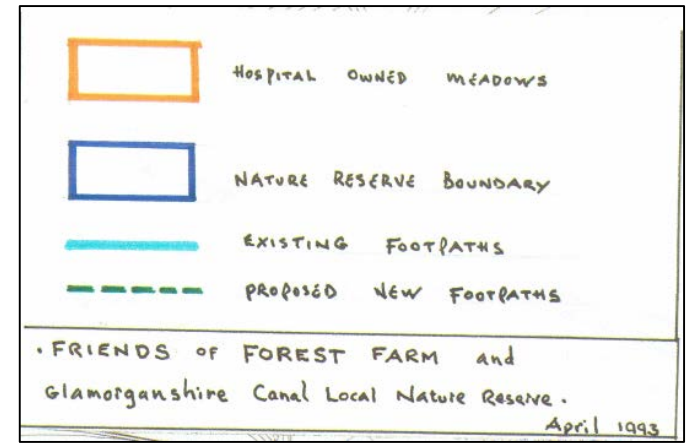 HOSPITAL OWNED MEADOWS
NATURE RESERVE BOUNDARY
EXISTING FOOTPATHS
PROPOSED NEW FOOTPATHS
. FRIENDS OF FOREST FARM and
Glamorganshire Canal Local Nature Reserve.
April 1993